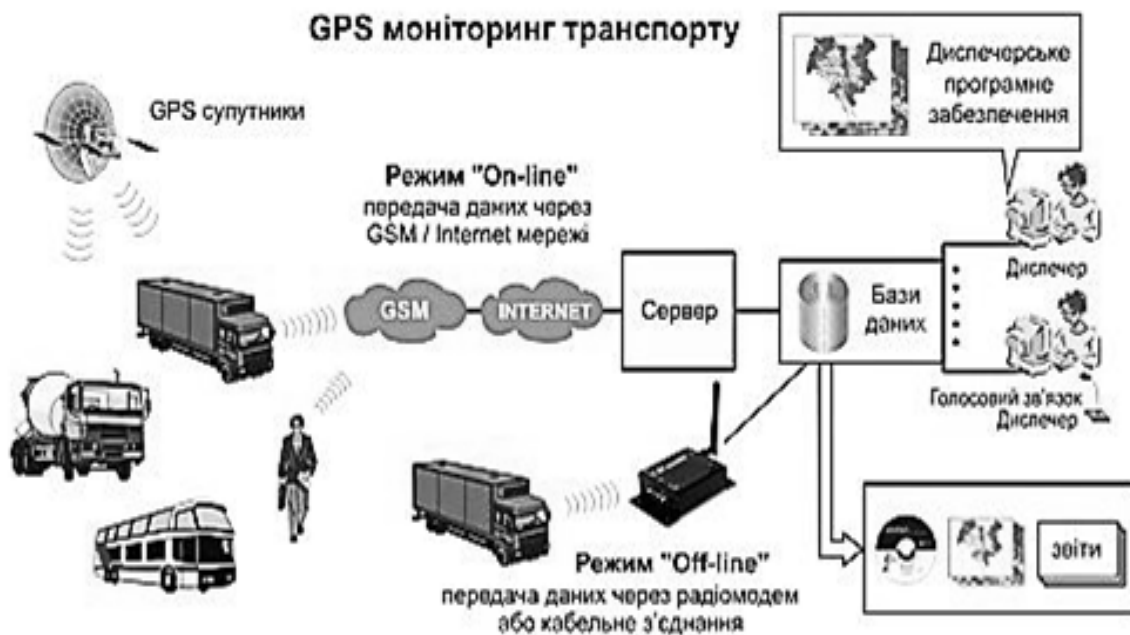 GPS моніторинг транспорту
GPS супутники
Диспечерське
програмне
забезпечення
Режим "On-line"
передача даних через
GSM / Internet мережі
GSM
INTERNET
Сервер
Бази
даних
Диспечер
Голосовий зв'язок
Диспечер
Режим "Off-line"
передача даних через радіомодем
або кабельне з'єднання
звіти